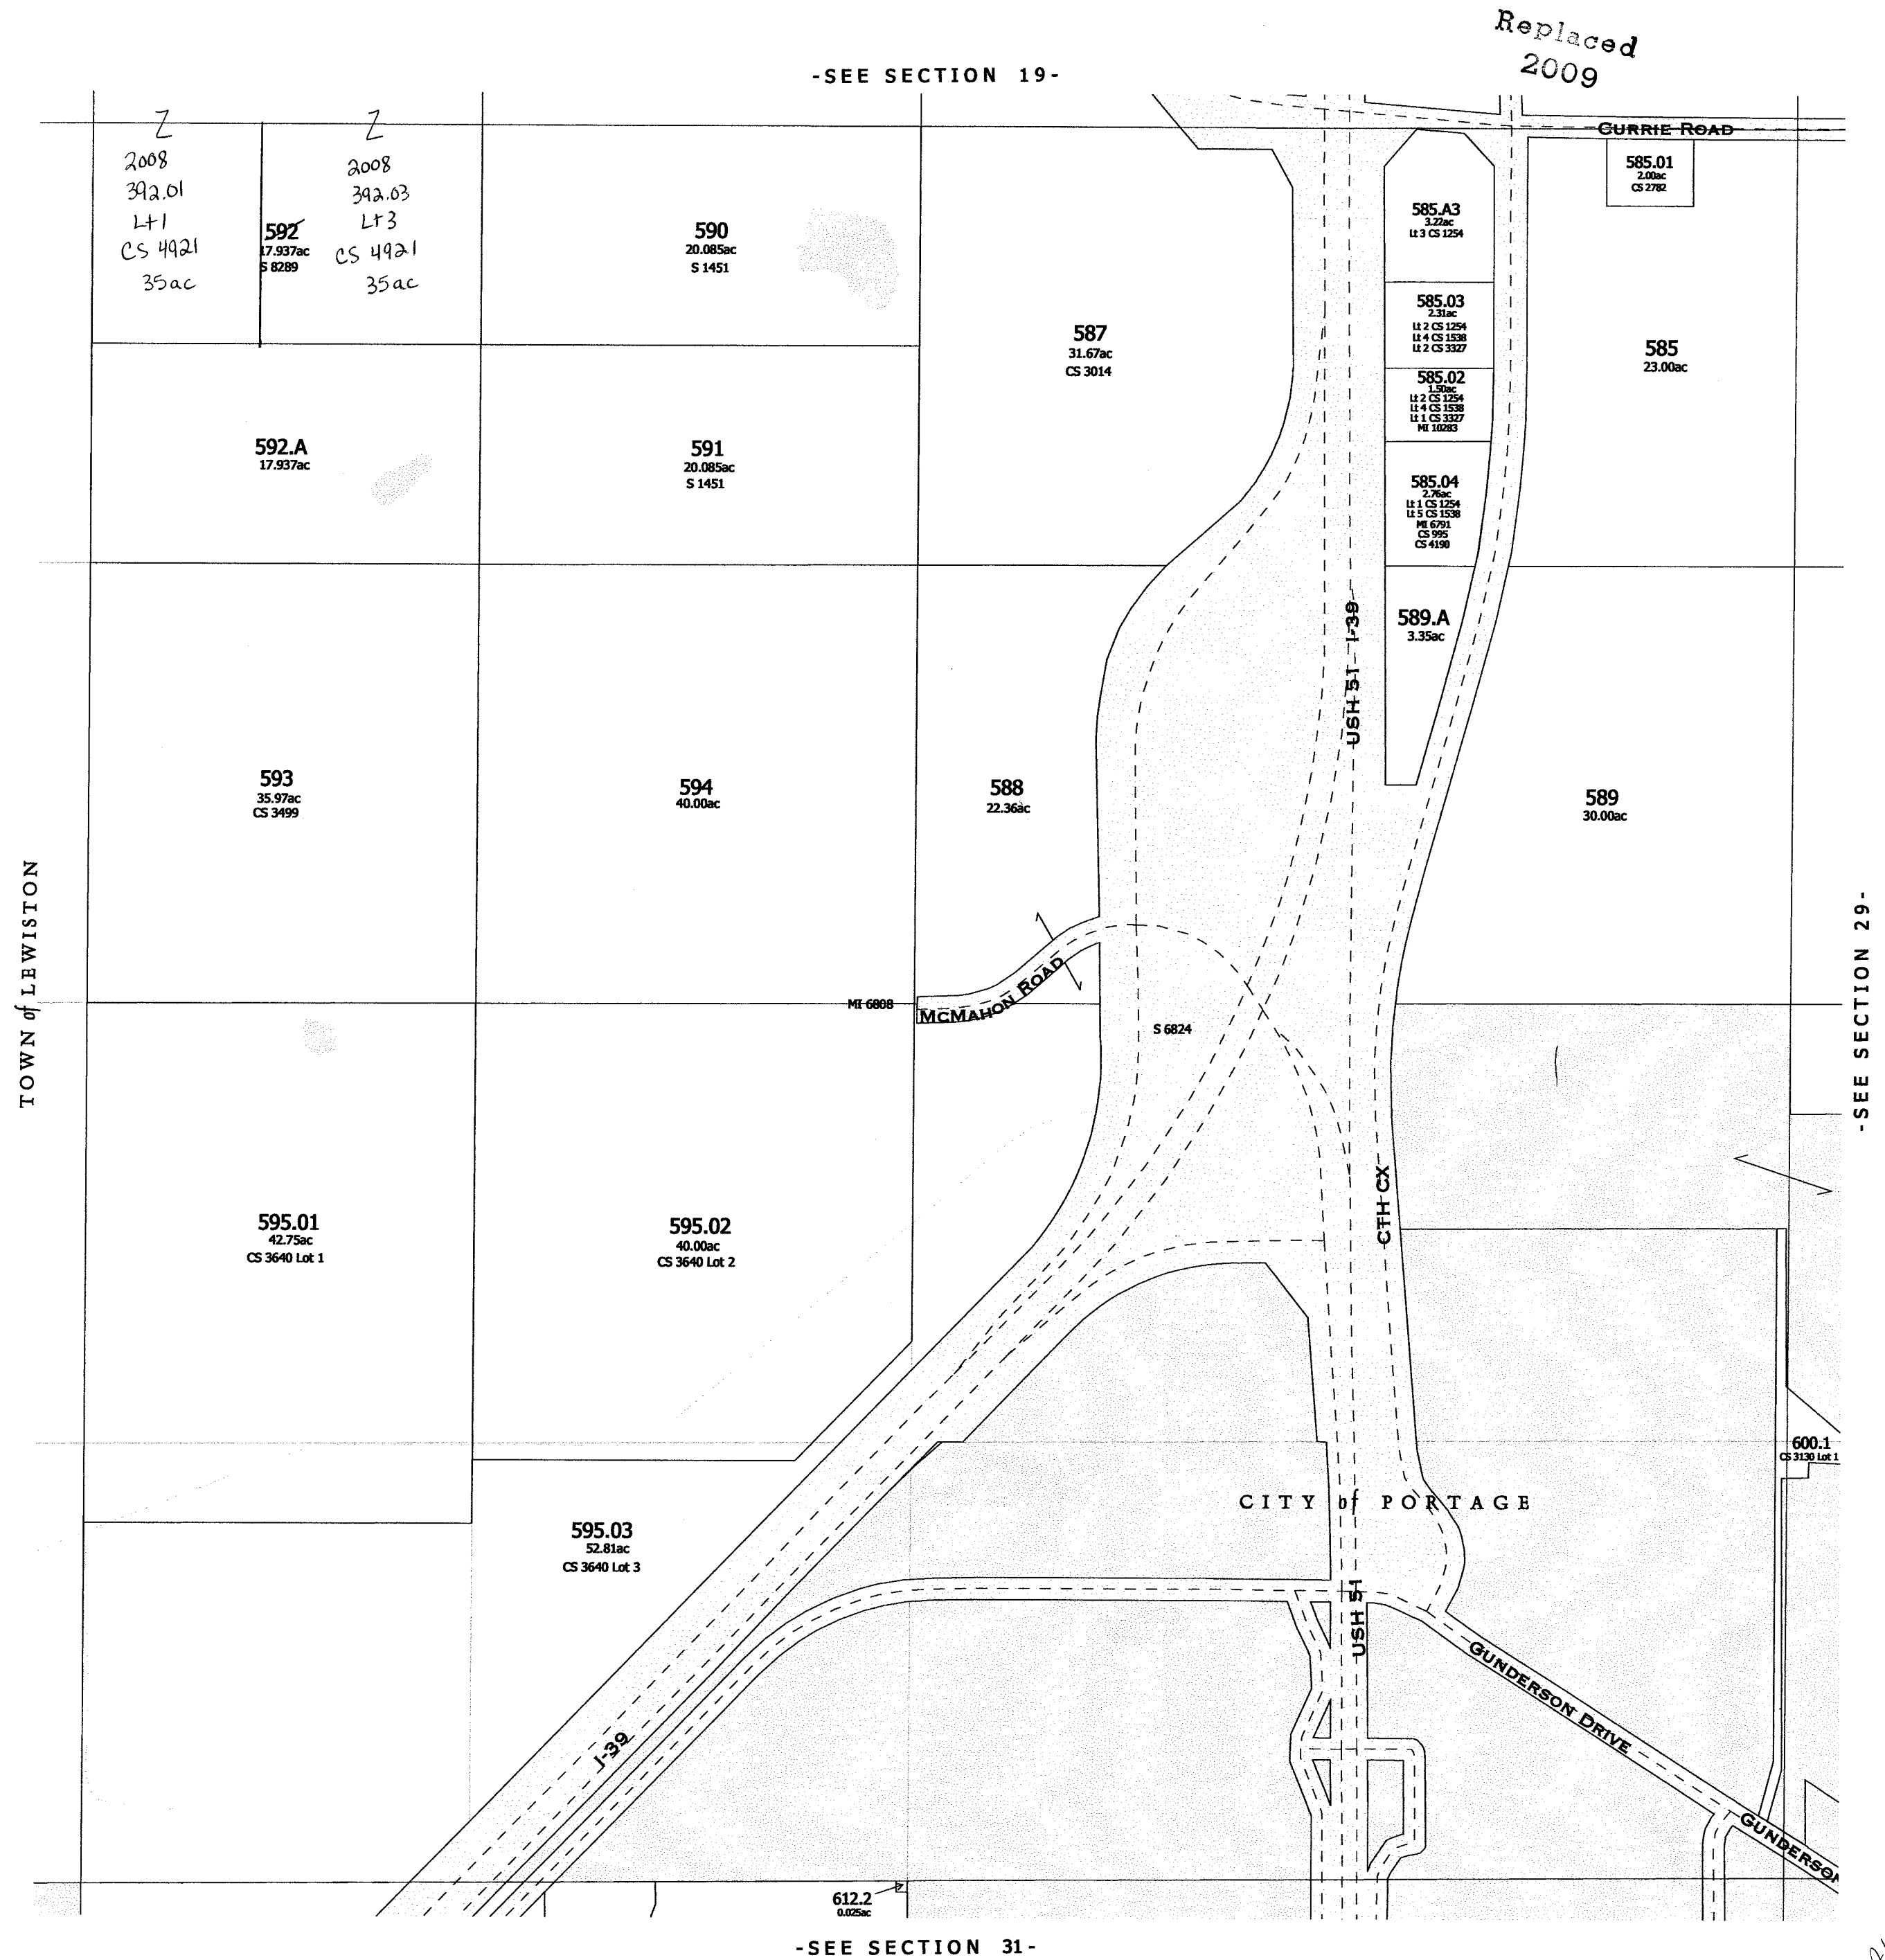 Replaced
2009
-SEE SECTION 19-
CURRIE ROAD
Z
2008
392.01
Lt1
CS 4921
35ac
592
17.937ac
S 8289
Z
2008
392.03
Lt3
CS 4921
35ac
590
20.085ac
S 1451
587
31.67ac
CS 3014
585.A3
3.22ac
Lt 3 CS 1254
585.01
2.00ac
CS 2782
585.03
2.31ac
Lt 2 CS 1254
Lt 4 CS 1538
Lt 2 CS 3327
585.02
1.50ac
Lt 2 CS 1254
Lt 4 CS 1538
Lt 1 CS 3327
MI 10283
585
23.00ac
592.A
17.937ac
591
20.085ac
S 1451
585.04
2.76ac
Lt 1 CS 1254
Lt 5 CS 1538
MI 6791
CS 995
CS 4190
589.A
3.35ac
USH 51 I-39
593
35.97ac
CS 3499
594
40.00ac
588
22.36ac
589
30.00ac
TOWN of LEWISTON
-SEE SECTION 29-
MI 6808
MCMAHON ROAD
S 6824
CTH CX
595.01
42.75ac
CS 3640 Lot 1
595.02
40.00ac
CS 3640 Lot 2
600.1
CS 3130 Lot 1
CITY of PORTAGE
595.03
52.81ac
CS 3640 Lot 3
USH 51
GUNDERSON DRIVE
I-39
GUNDERSON
612.2
0.025ac
-SEE SECTION 31-